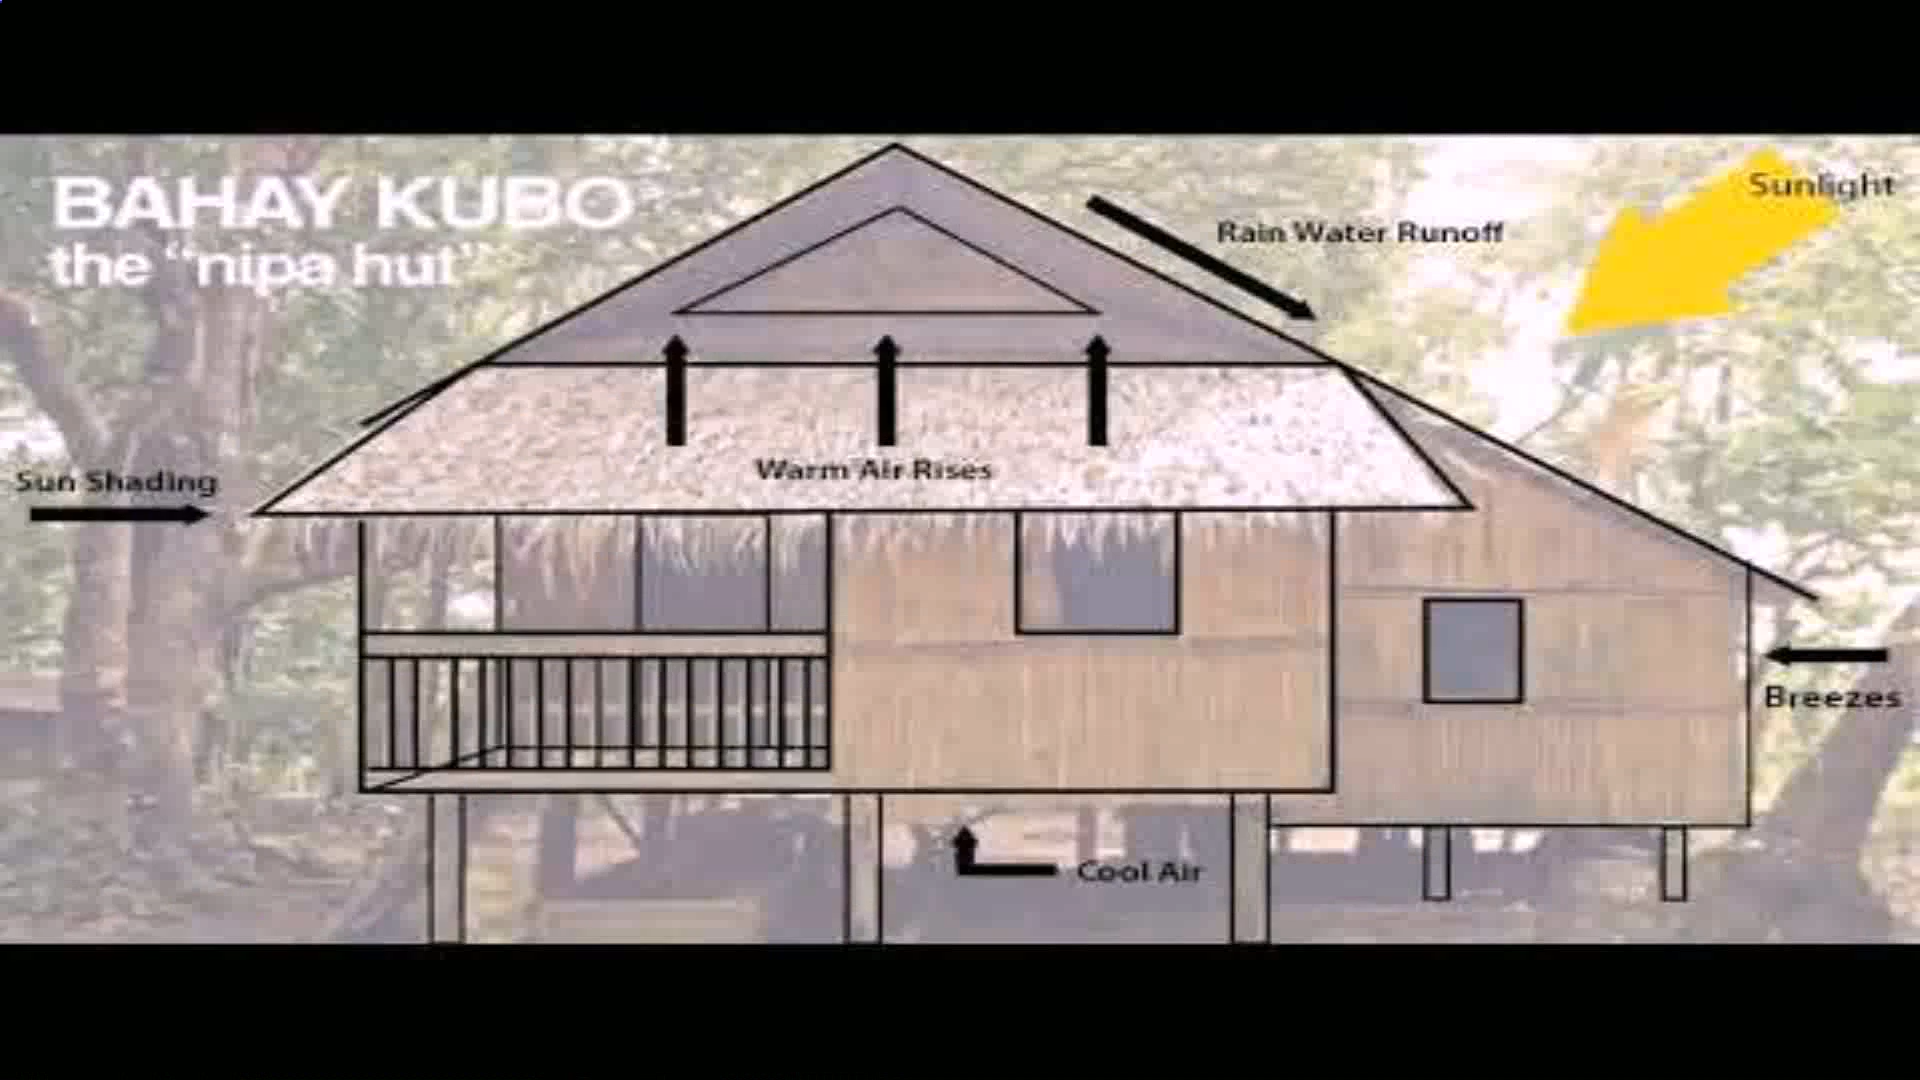 BAHAY KUBO
the "nipa hut"
Sunlight
Rain Water Runoff
Sun Shading
Warm Air Rises
Breezes
Cool Air